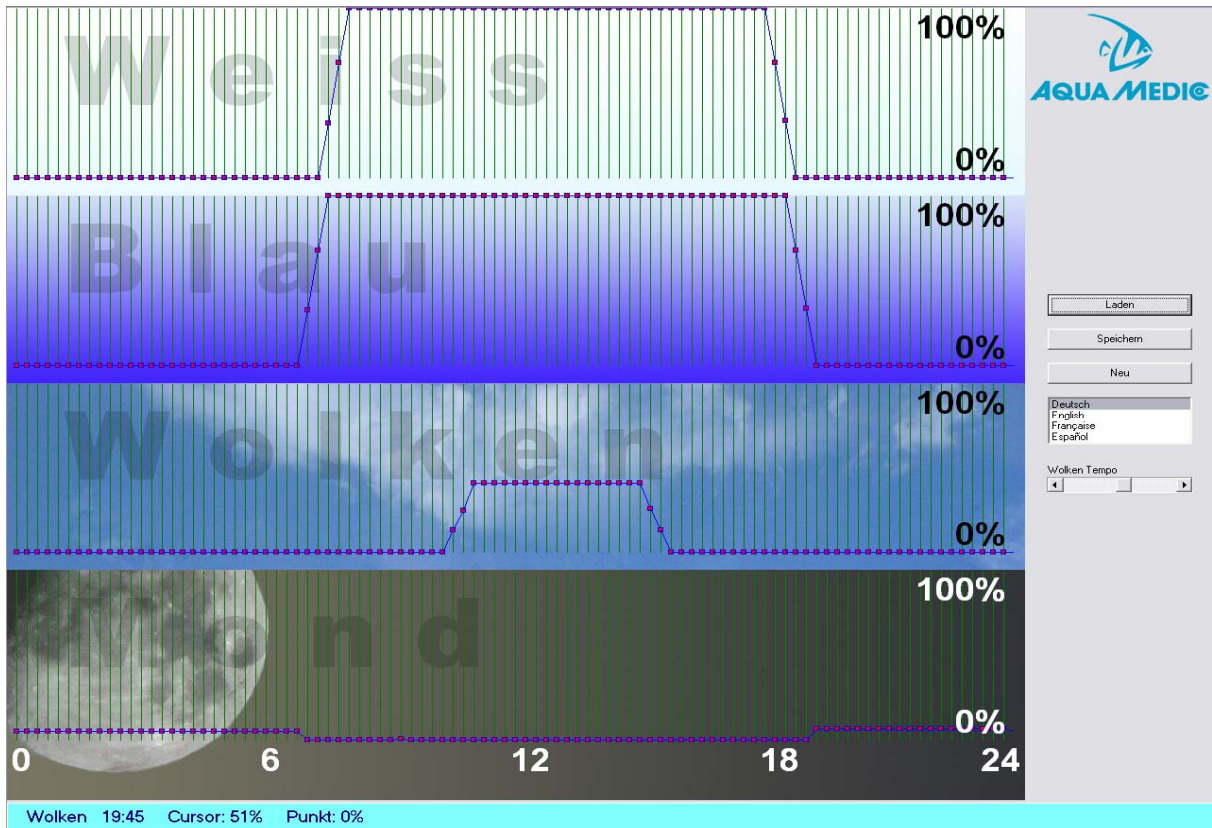 Weiss
100%
0%
Blau
100%
0%
Wolken
100%
0%
Mond
100%
0%
0 6 12 18 24
Wolken 19:45 Cursor: 51% Punkt: 0%
AQUA MEDIC
Laden
Speichern
Neu
Deutsch
English
Française
Español
Wolken Tempo